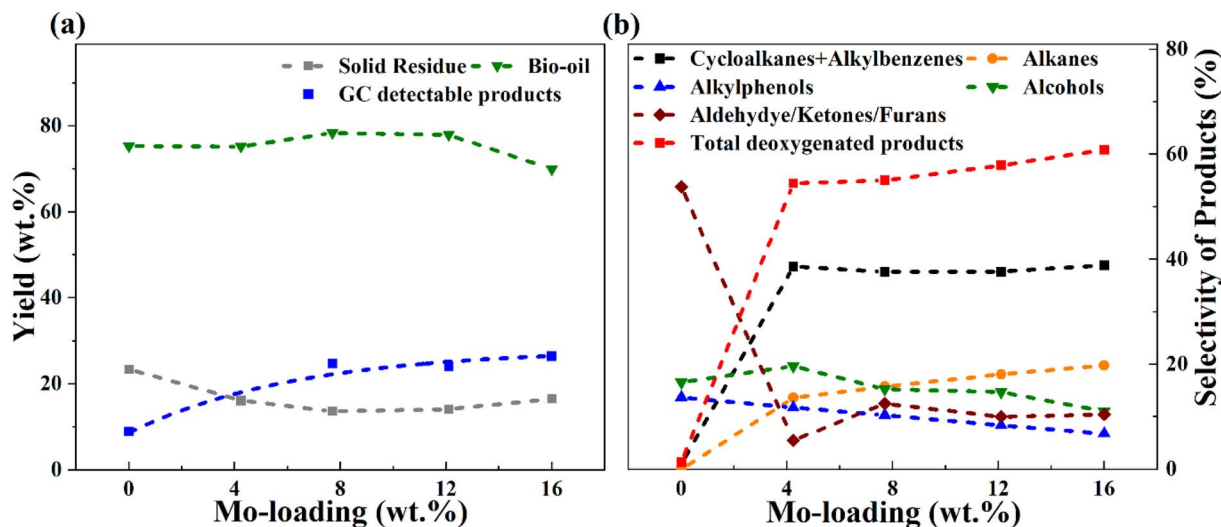 (a)
Solid Residue
Bio-oil
GC detectable products
Yield (wt.%)
80
60
40
20
0
0 4 8 12 16
Mo-loading (wt.%)
(b)
Cycloalkanes+Alkylbenzenes
Alkanes
Alkylphenols
Alcohols
Aldehydye/Ketones/Furans
Total deoxygenated products
80
60
40
20
0
Selectivity of Products (%)
0 4 8 12 16
Mo-loading (wt.%)